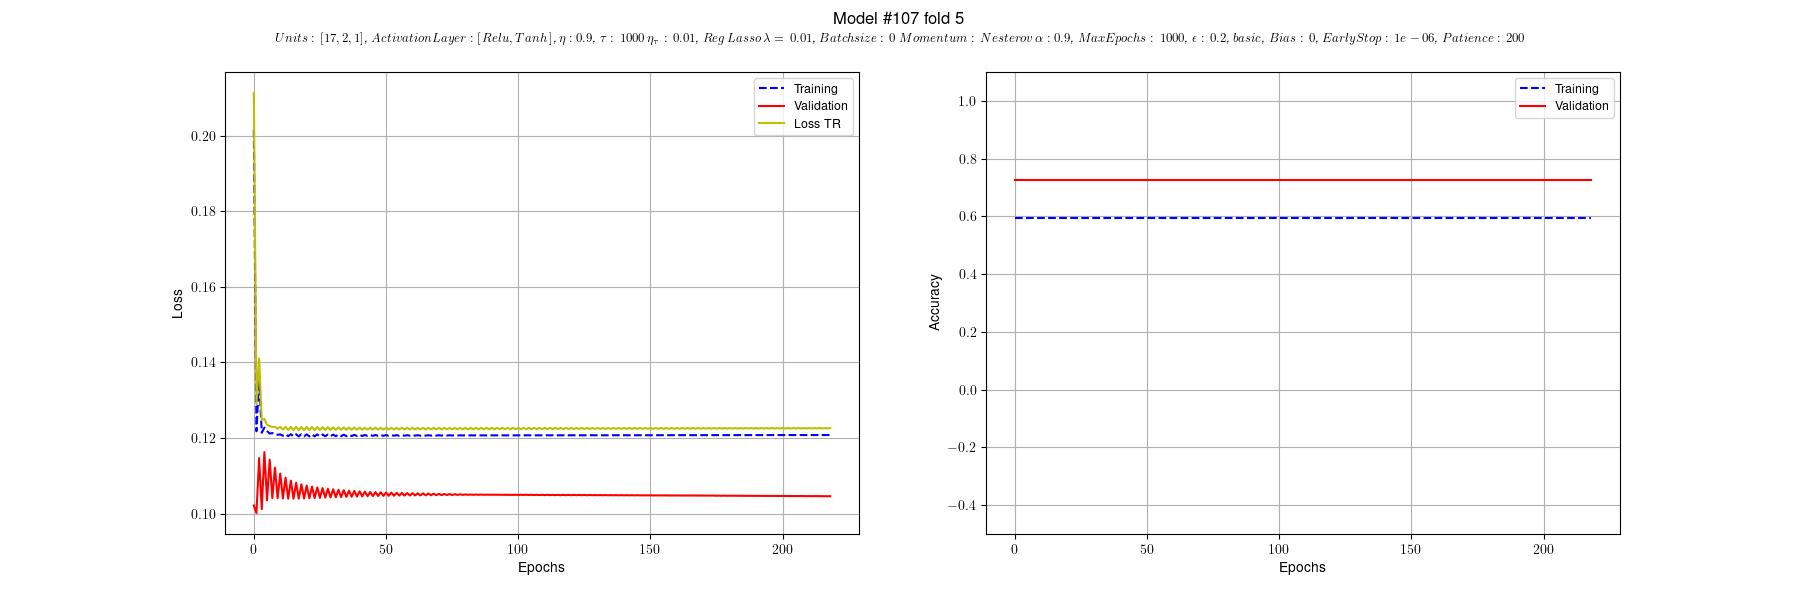 Model #107 fold 5
Units : [17, 2, 1], ActivationLayer : [Relu, Tanh], η : 0.9, τ : 1000 ητ : 0.01, Reg Lasso λ = 0.01, Batchsize : 0 Momentum : Nesterov α : 0.9, MaxEpochs : 1000, ϵ : 0.2, basic, Bias : 0, EarlyStop : 1e − 06, Patience : 200
Training
Validation
Loss TR
0.20
0.18
0.16
0.14
0.12
0.10
Loss
0 50 100 150 200
Epochs
Training
Validation
1.0
0.8
0.6
0.4
0.2
0.0
−0.2
−0.4
Accuracy
0 50 100 150 200
Epochs